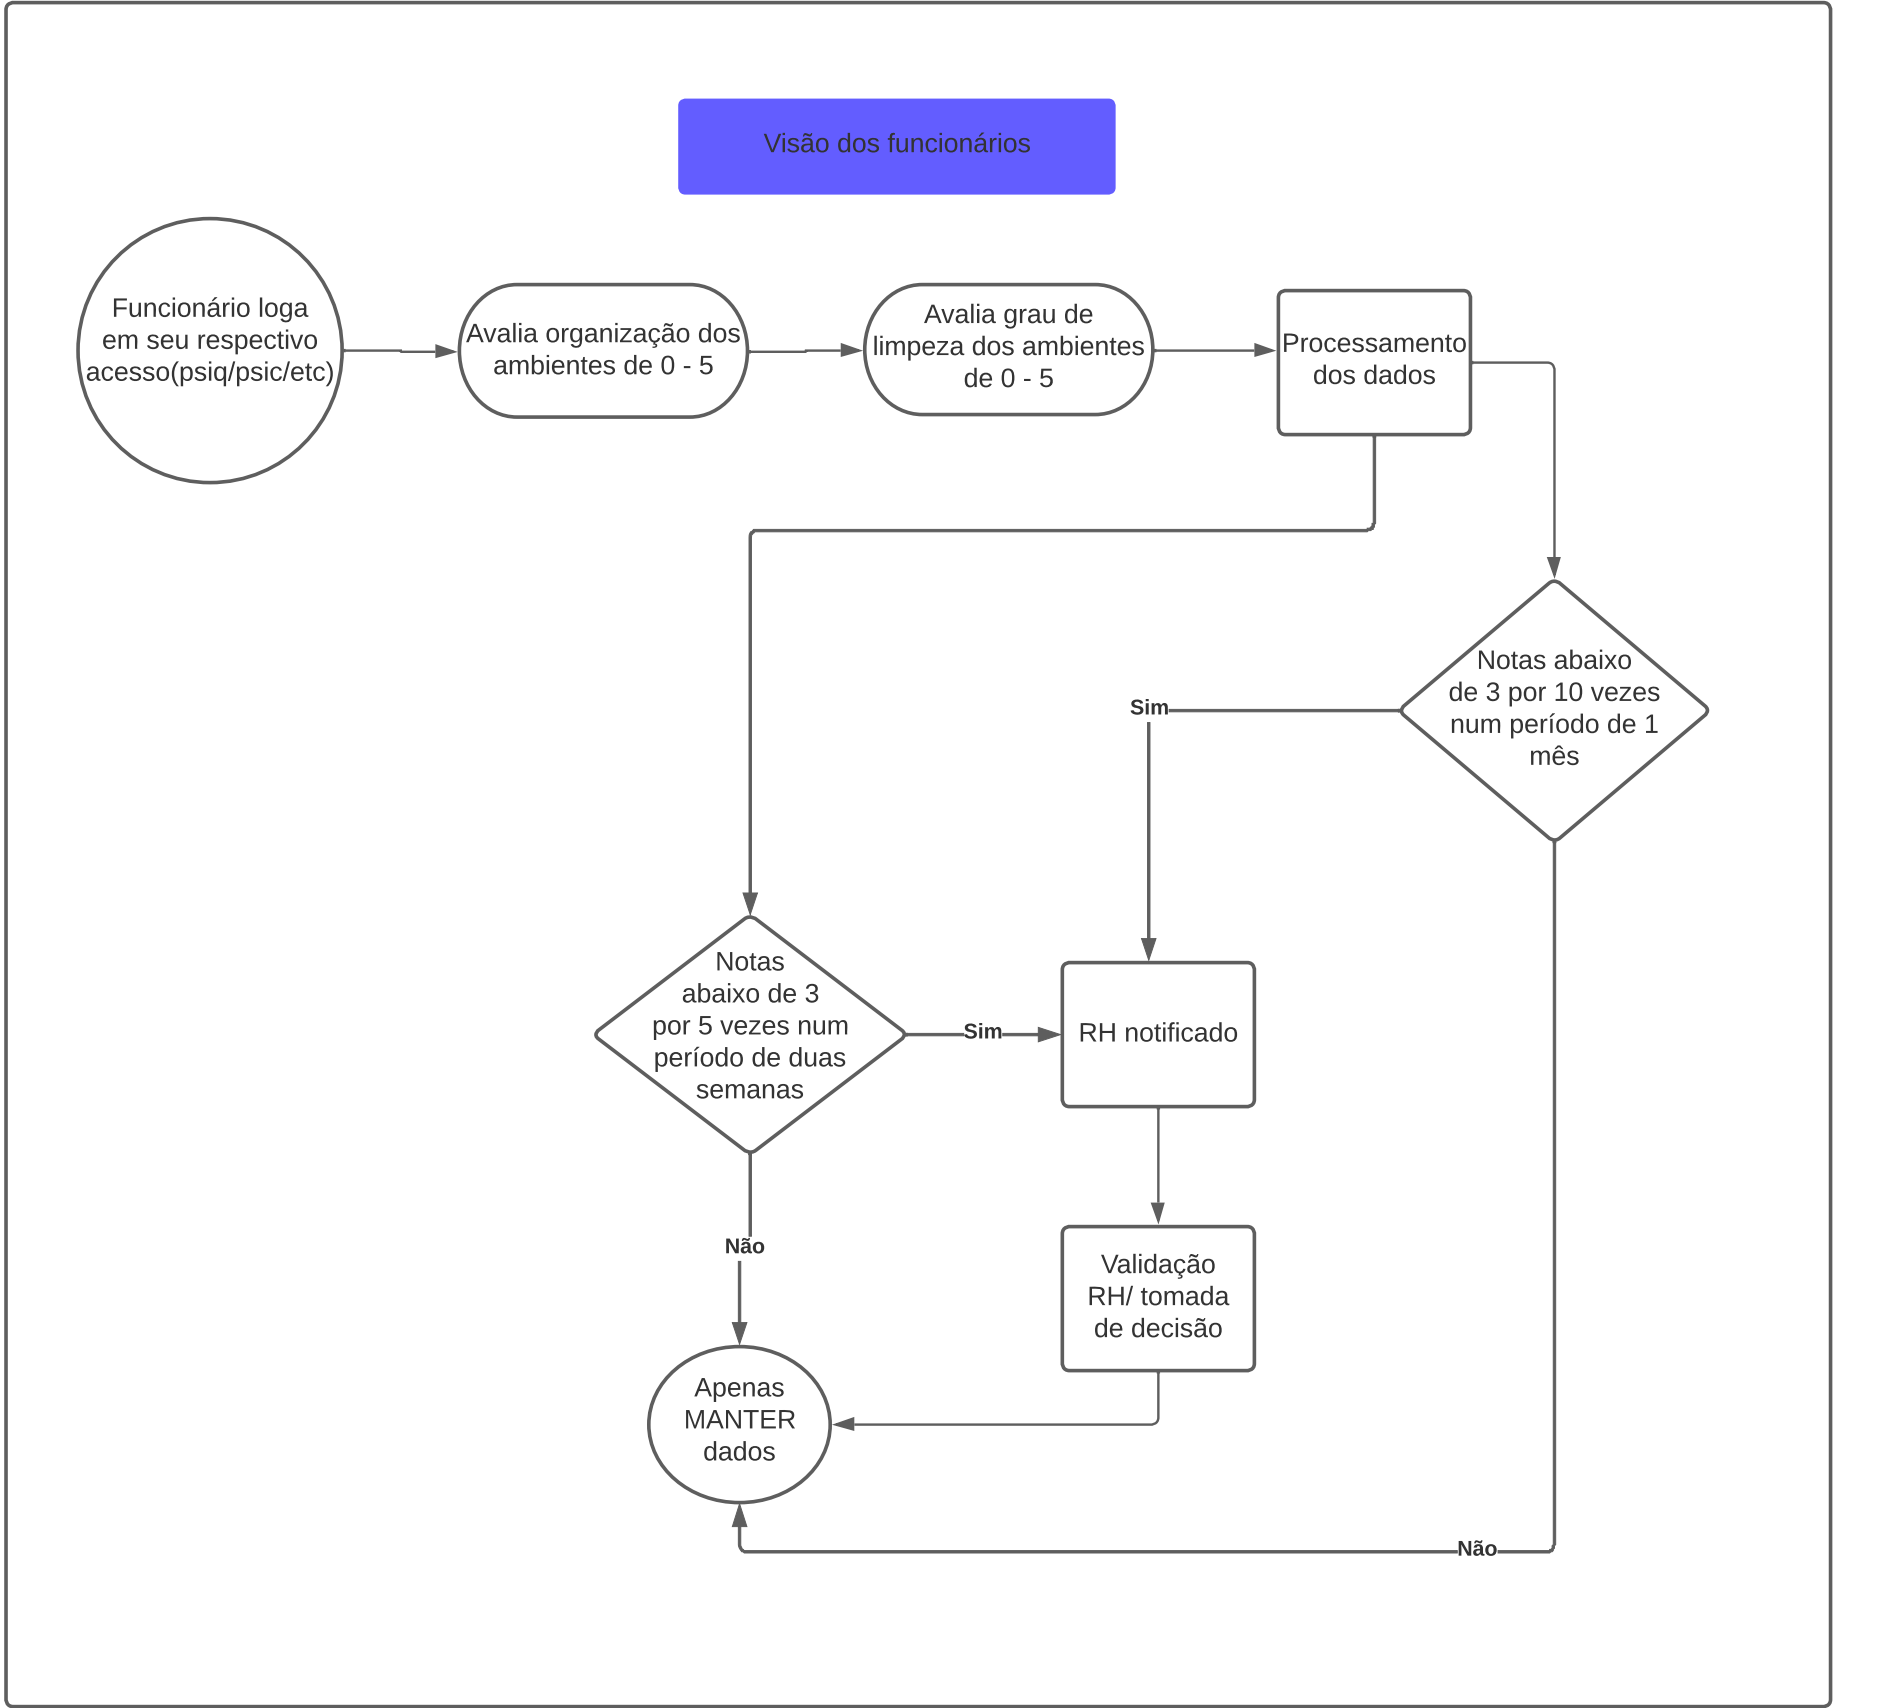 Visão dos funcionários
Funcionário loga
em seu respectivo
acesso(psiq/psic/etc)
Avalia organização dos
ambientes de 0 - 5
Avalia grau de
limpeza dos ambientes
de 0 - 5
Processamento
dos dados
Notas abaixo
de 3 por 10 vezes
num período de 1
mês
Sim
Notas
abaixo de 3
por 5 vezes num
período de duas
semanas
Sim
RH notificado
Não
Validação
RH/ tomada
de decisão
Apenas
MANTER
dados
Não